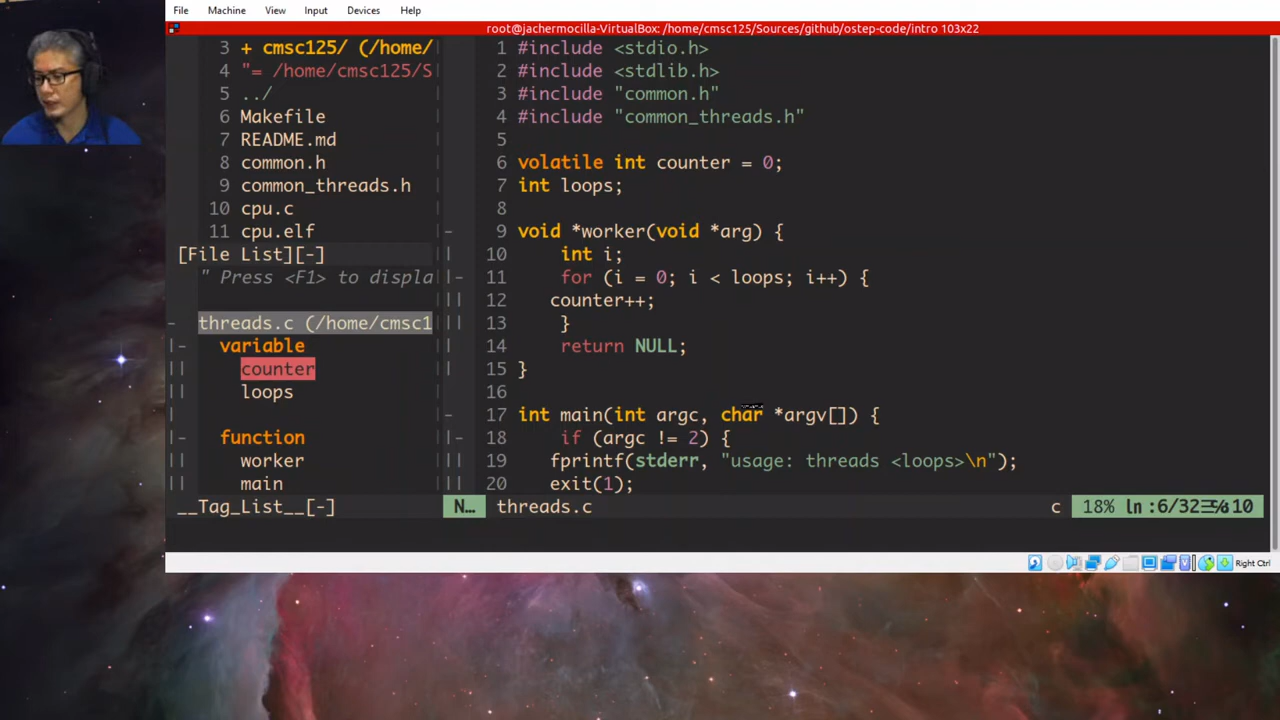 File Machine View Input Devices Help
root@jachermocilla-VirtualBox: /home/cmsc125/Sources/github/ostep-code/intro 103x22
3 + cmsc125/ (/home/
4 "= /home/cmsc125/S
5 ../
6 Makefile
7 README.md
8 common.h
9 common_threads.h
10 cpu.c
11 cpu.elf
[File List][-]
" Press <F1> to displa
threads.c (/home/cmsc1
variable
counter
loops
function
worker
main
__Tag_List__[-]
1 #include <stdio.h>
2 #include <stdlib.h>
3 #include "common.h"
4 #include "common_threads.h"
5
6 volatile int counter = 0;
7 int loops;
8
9 void *worker(void *arg) {
10 int i;
11 for (i = 0; i < loops; i++) {
12 counter++;
13 }
14 return NULL;
15 }
16
17 int main(int argc, char *argv[]) {
18 if (argc != 2) {
19 fprintf(stderr, "usage: threads <loops>\n");
20 exit(1);
N… threads.c c 18% ln :6/32 10
Right Ctrl